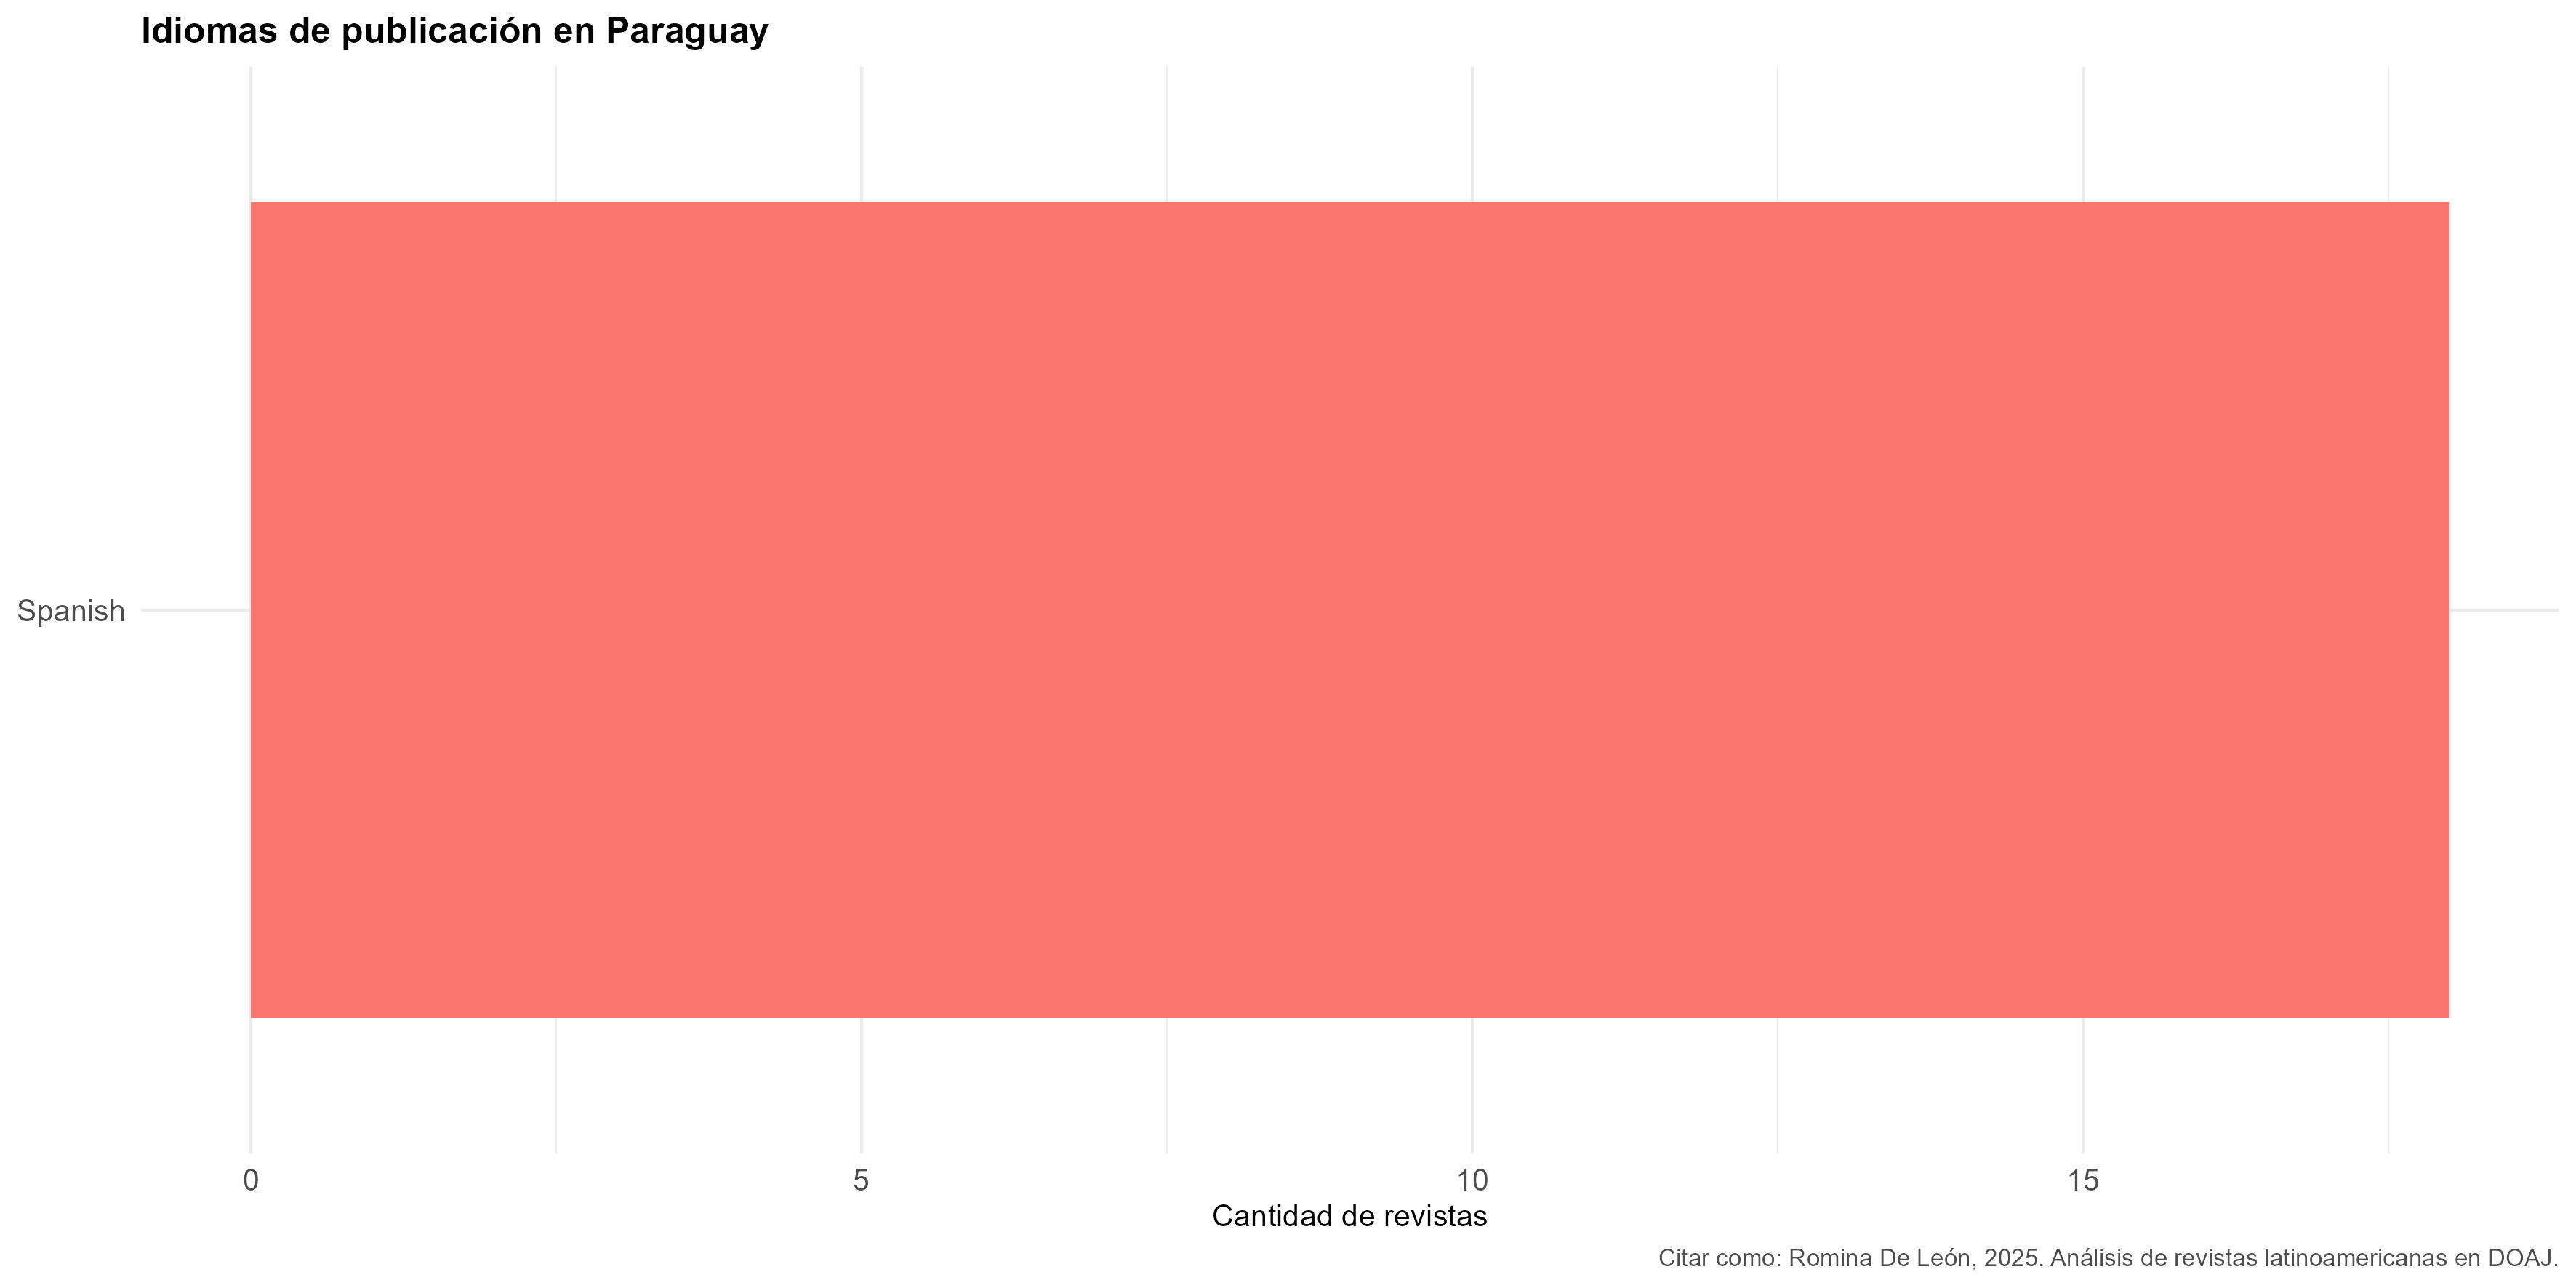 Idiomas de publicación en Paraguay
Spanish
0 5 10 15
Cantidad de revistas
Citar como: Romina De León, 2025. Análisis de revistas latinoamericanas en DOAJ.